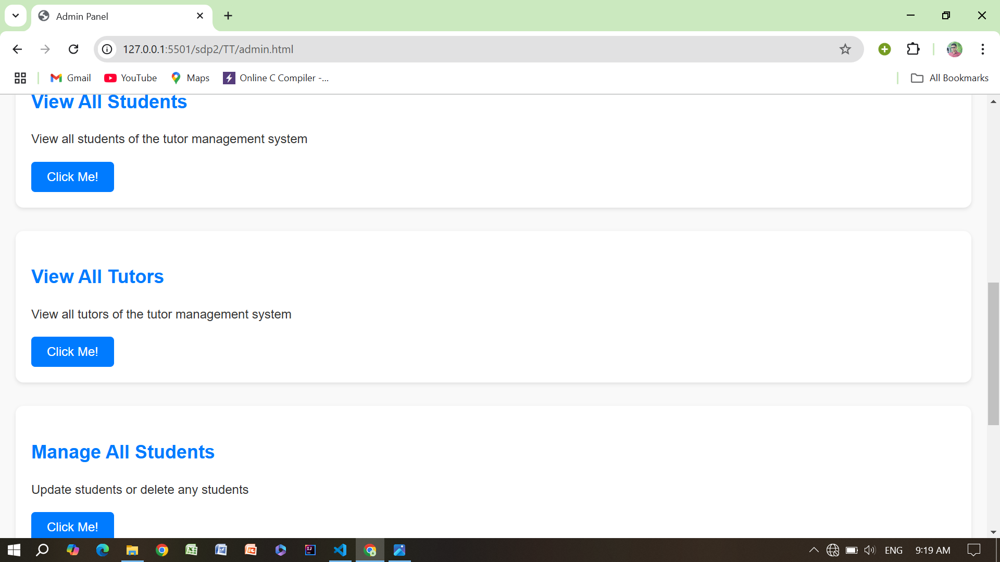 Admin Panel
127.0.0.1:5501/sdp2/TT/admin.html
Gmail
YouTube
Maps
Online C Compiler -...
All Bookmarks
View All Students
View all students of the tutor management system
Click Me!
View All Tutors
View all tutors of the tutor management system
Click Me!
Manage All Students
Update students or delete any students
Click Me!
ENG
9:19 AM